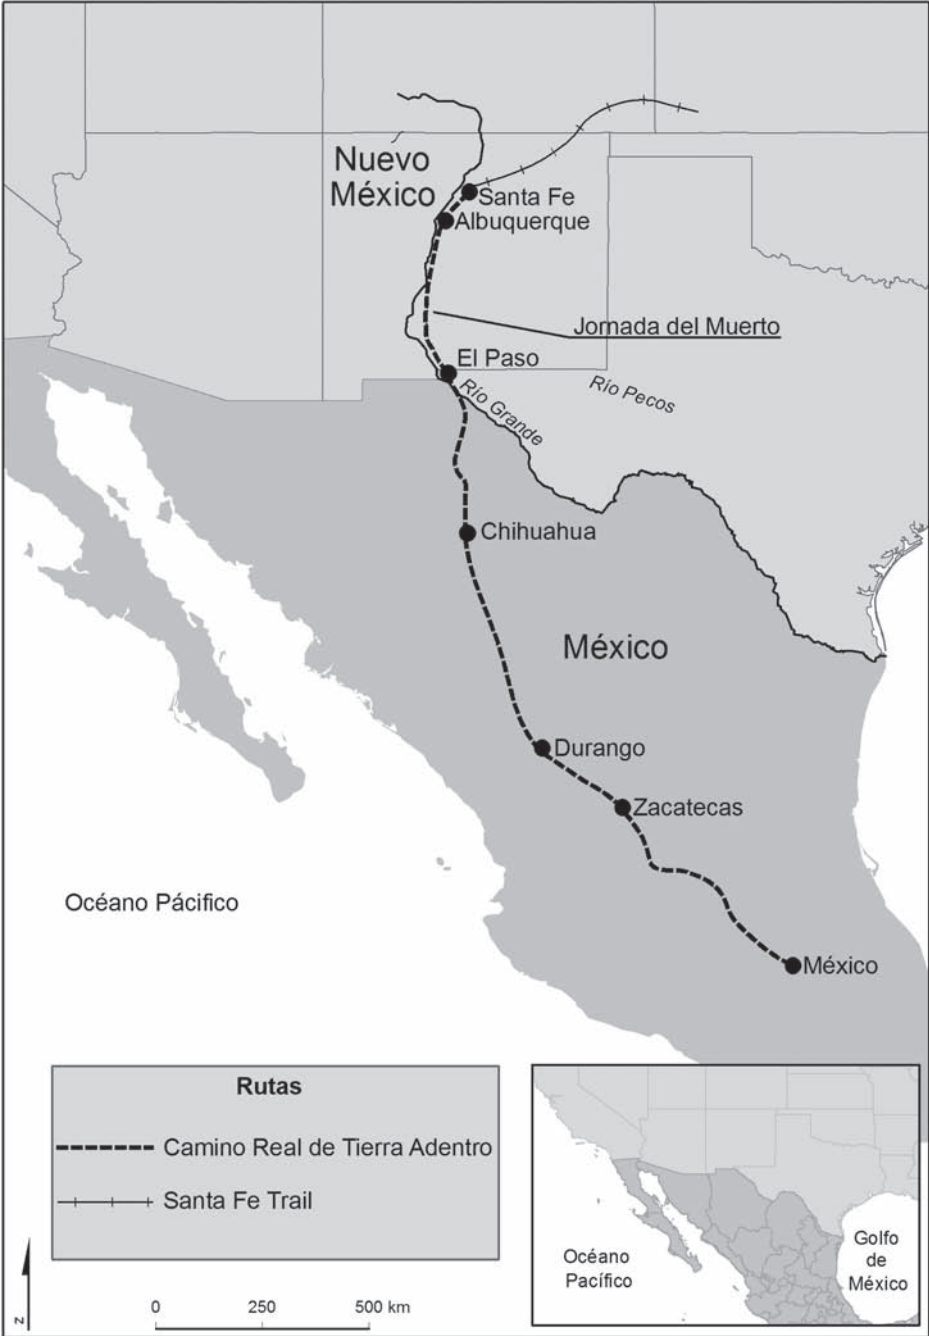 Nuevo
México
Santa Fe
Albuquerque
Jornada del Muerto
El Paso
Río Grande
Río Pecos
Chihuahua
México
Durango
Zacatecas
Océano Pácifico
México
Rutas
Camino Real de Tierra Adentro
Santa Fe Trail
N
0 250 500 km
Océano
Pacífico
Golfo
de
México